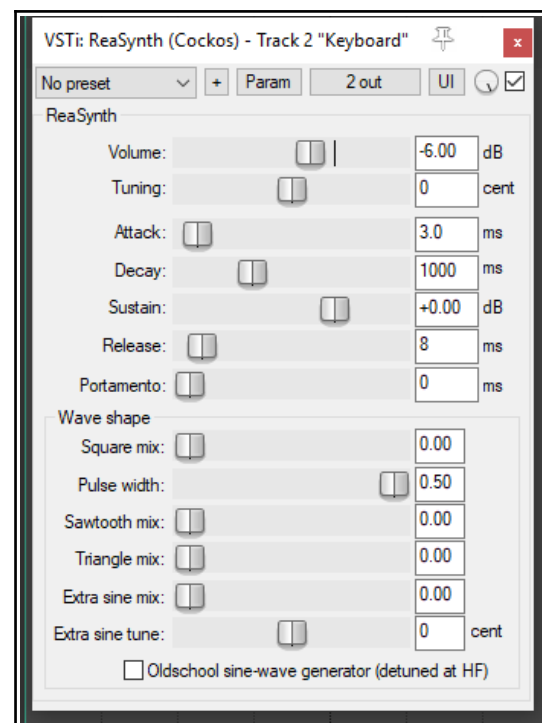 VSTi: ReaSynth (Cockos) - Track 2 "Keyboard" x
No preset + Param 2 out UI
ReaSynth
Volume: -6.00 dB
Tuning: 0 cent
Attack: 3.0 ms
Decay: 1000 ms
Sustain: +0.00 dB
Release: 8 ms
Portamento: 0 ms
Wave shape
Square mix: 0.00
Pulse width: 0.50
Sawtooth mix: 0.00
Triangle mix: 0.00
Extra sine mix: 0.00
Extra sine tune: 0 cent
Oldschool sine-wave generator (detuned at HF)